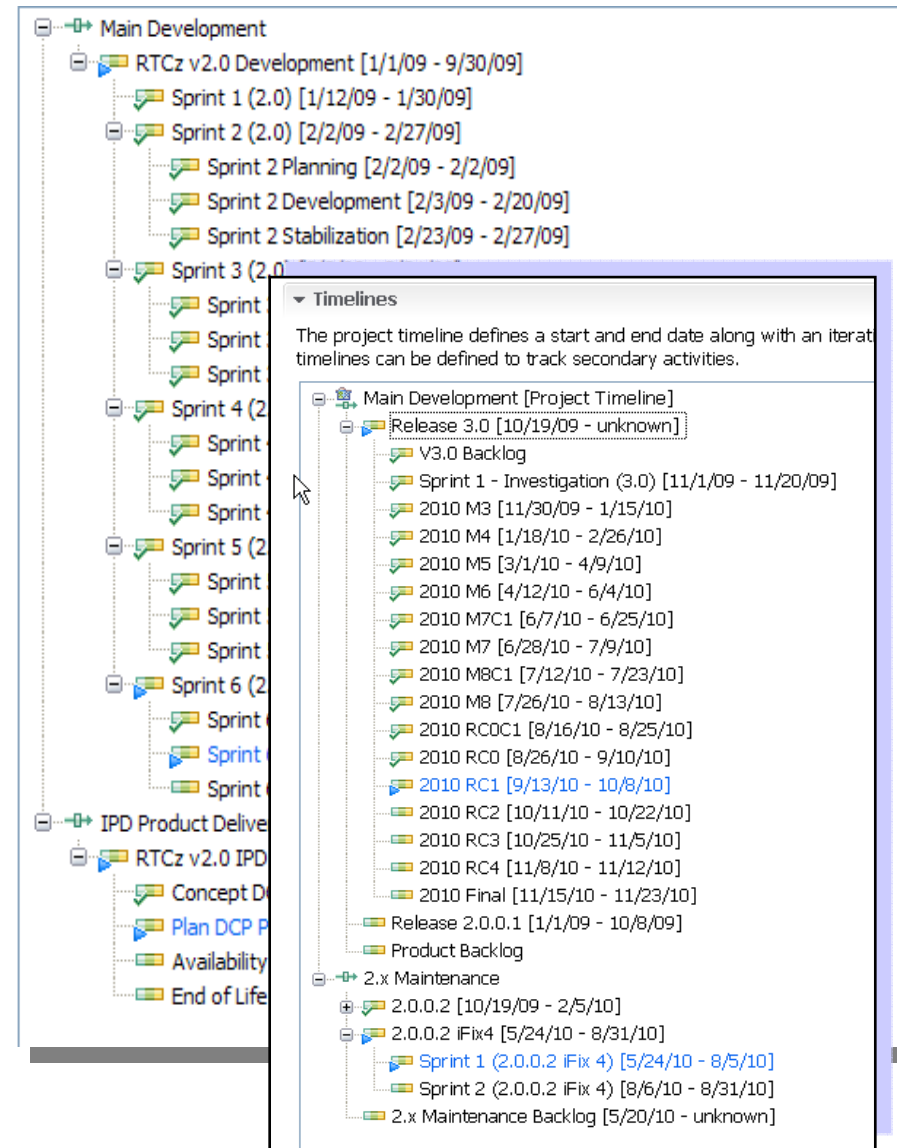 Main Development
RTCz v2.0 Development [1/1/09 - 9/30/09]
Sprint 1 (2.0) [1/12/09 - 1/30/09]
Sprint 2 (2.0) [2/2/09 - 2/27/09]
Sprint 2 Planning [2/2/09 - 2/2/09]
Sprint 2 Development [2/3/09 - 2/20/09]
Sprint 2 Stabilization [2/23/09 - 2/27/09]
Sprint 3 (2.0
Sprint
Sprint
Sprint
Sprint 4 (2
Sprint
Sprint
Sprint
Sprint 5 (2
Sprint
Sprint
Sprint
Sprint 6 (2
Sprint
Sprint
Sprint
IPD Product Delive
RTCz v2.0 IPD
Concept D
Plan DCP P
Availability
End of Life
Timelines
The project timeline defines a start and end date along with an iterati
timelines can be defined to track secondary activities.
Main Development [Project Timeline]
Release 3.0 [10/19/09 - unknown]
V3.0 Backlog
Sprint 1 - Investigation (3.0) [11/1/09 - 11/20/09]
2010 M3 [11/30/09 - 1/15/10]
2010 M4 [1/18/10 - 2/26/10]
2010 M5 [3/1/10 - 4/9/10]
2010 M6 [4/12/10 - 6/4/10]
2010 M7C1 [6/7/10 - 6/25/10]
2010 M7 [6/28/10 - 7/9/10]
2010 M8C1 [7/12/10 - 7/23/10]
2010 M8 [7/26/10 - 8/13/10]
2010 RC0C1 [8/16/10 - 8/25/10]
2010 RC0 [8/26/10 - 9/10/10]
2010 RC1 [9/13/10 - 10/8/10]
2010 RC2 [10/11/10 - 10/22/10]
2010 RC3 [10/25/10 - 11/5/10]
2010 RC4 [11/8/10 - 11/12/10]
2010 Final [11/15/10 - 11/23/10]
Release 2.0.0.1 [1/1/09 - 10/8/09]
Product Backlog
2.x Maintenance
2.0.0.2 [10/19/09 - 2/5/10]
2.0.0.2 iFix4 [5/24/10 - 8/31/10]
Sprint 1 (2.0.0.2 iFix 4) [5/24/10 - 8/5/10]
Sprint 2 (2.0.0.2 iFix 4) [8/6/10 - 8/31/10]
2.x Maintenance Backlog [5/20/10 - unknown]